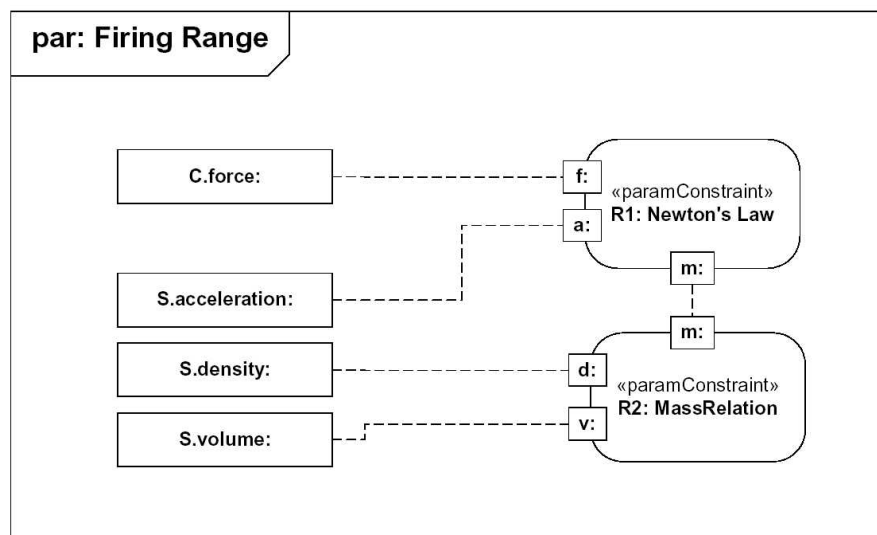 par: Firing Range
C.force:
f:
«paramConstraint»
R1: Newton's Law
a:
m:
S.acceleration:
m:
S.density:
d:
«paramConstraint»
R2: MassRelation
S.volume:
v: